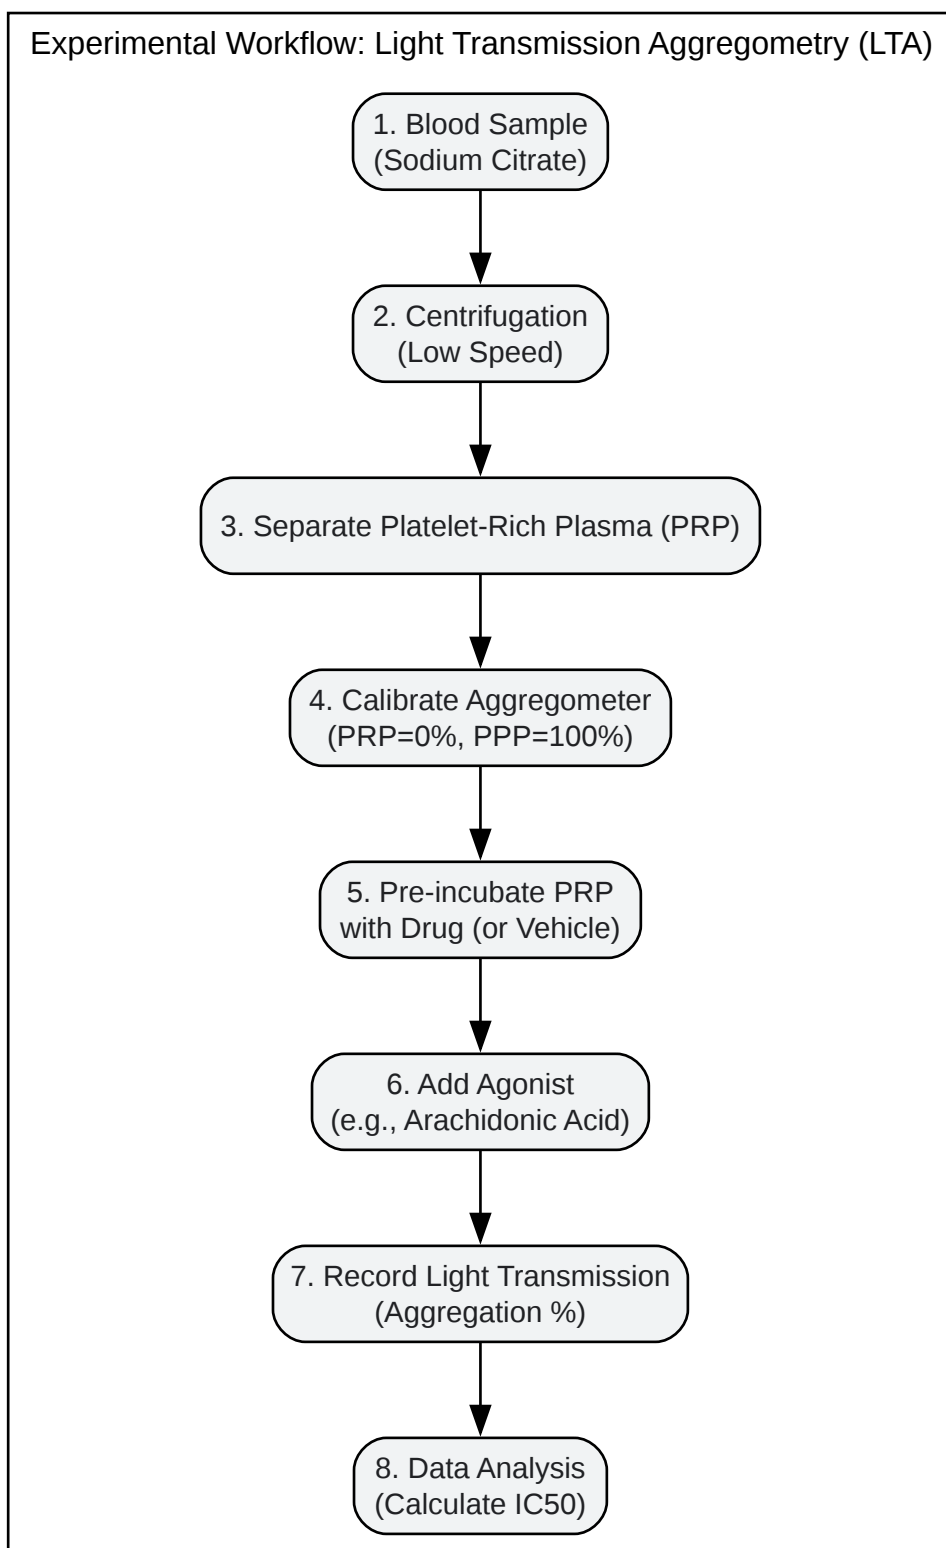 Experimental Workflow: Light Transmission Aggregometry (LTA)
1. Blood Sample
(Sodium Citrate)
2. Centrifugation
(Low Speed)
3. Separate Platelet-Rich Plasma (PRP)
4. Calibrate Aggregometer
(PRP=0%, PPP=100%)
5. Pre-incubate PRP
with Drug (or Vehicle)
6. Add Agonist
(e.g., Arachidonic Acid)
7. Record Light Transmission
(Aggregation %)
8. Data Analysis
(Calculate IC50)